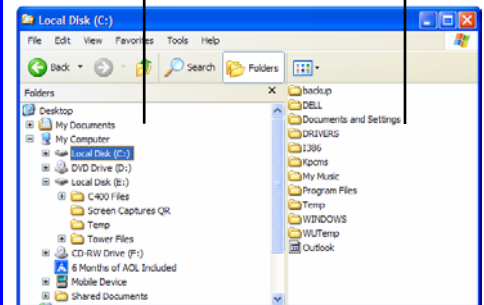 Local Disk (C:)
File Edit View Favorites Tools Help
Back Search Folders
Folders
Desktop
My Documents
My Computer
Local Disk (C:)
DVD Drive (D:)
Local Disk (E:)
C400 Files
Screen Captures QR
Temp
Tower Files
CD-RW Drive (F:)
6 Months of AOL Included
Mobile Device
Shared Documents
backup
DELL
Documents and Settings
DRIVERS
I386
Kpcms
My Music
Program Files
Temp
WINDOWS
WUTemp
Outlook